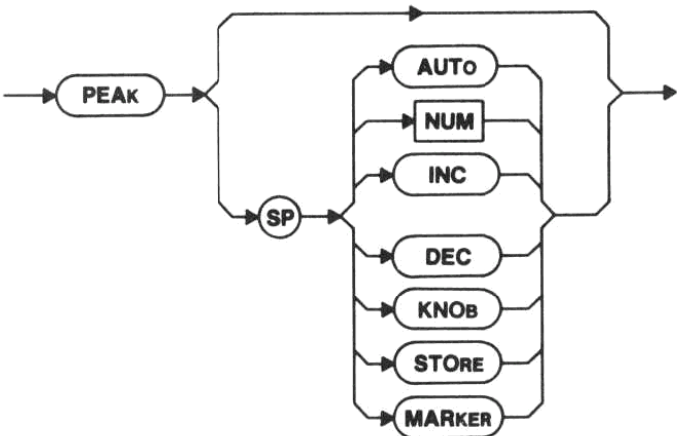 PEAK
AUTO
NUM
INC
SP
DEC
KNOB
STORE
MARKER